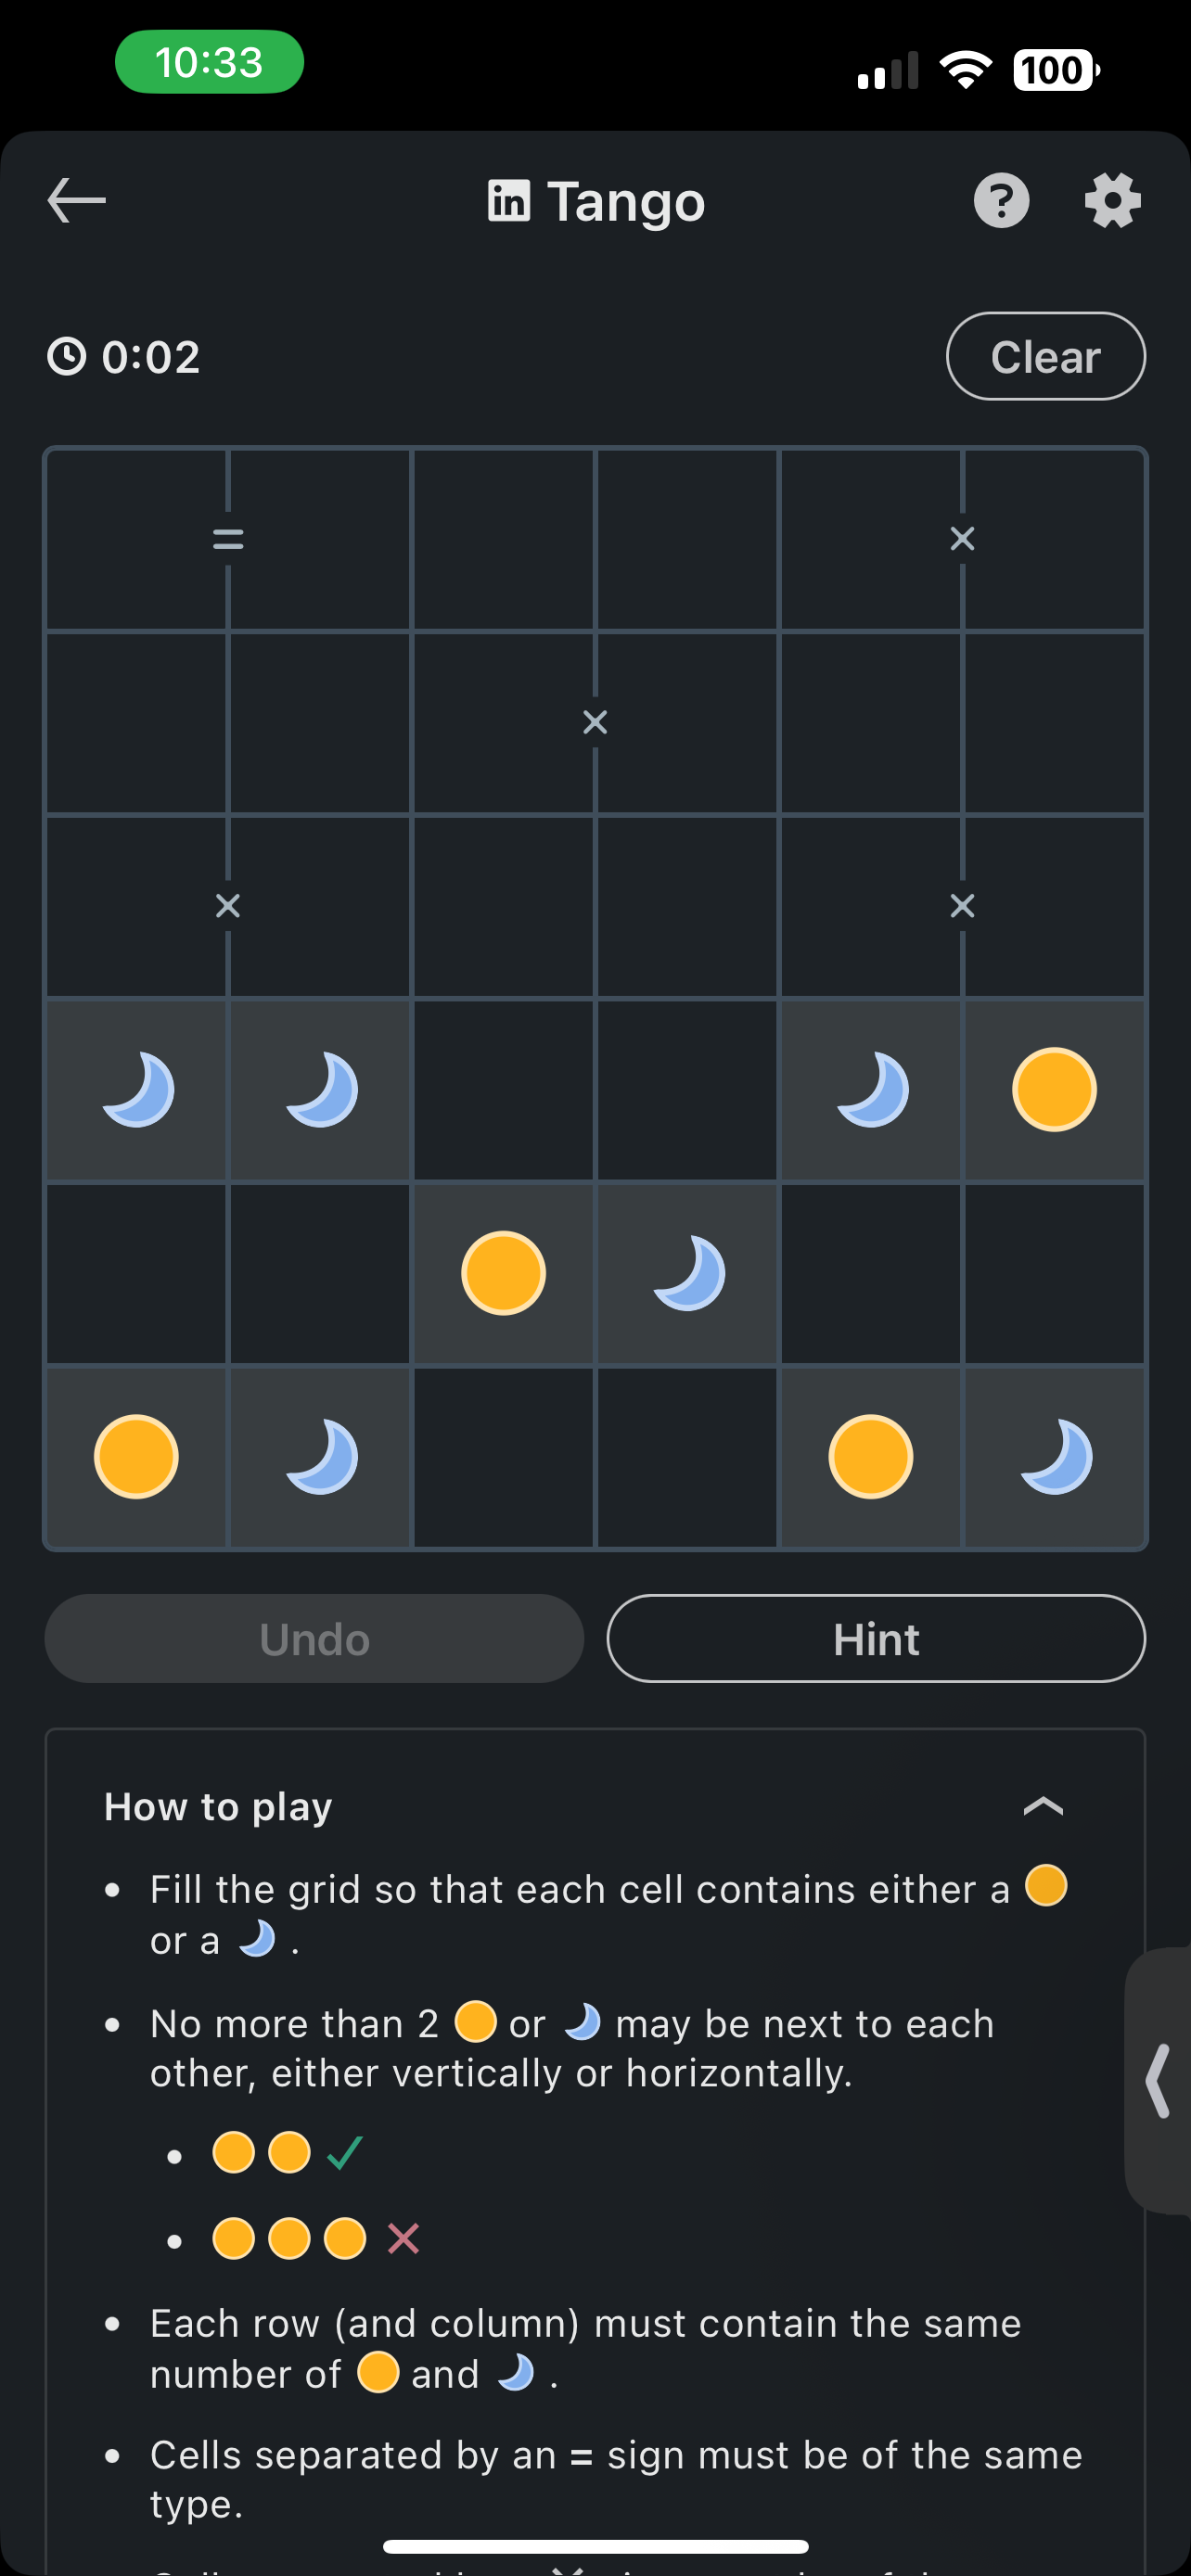 10:33
100
in Tango
?
0:02
Clear
=
×
×
×
×
Undo
Hint
How to play
• Fill the grid so that each cell contains either a
or a .
• No more than 2 or may be next to each
other, either vertically or horizontally.
• Each row (and column) must contain the same
number of and .
• Cells separated by an = sign must be of the same
type.